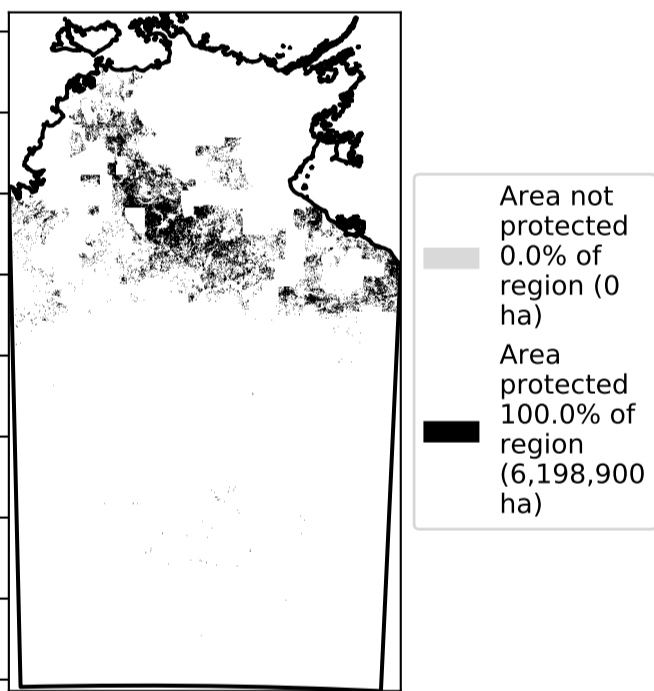 Area not
protected
0.0% of
region (0
ha)
Area
protected
100.0% of
region
(6,198,900
ha)